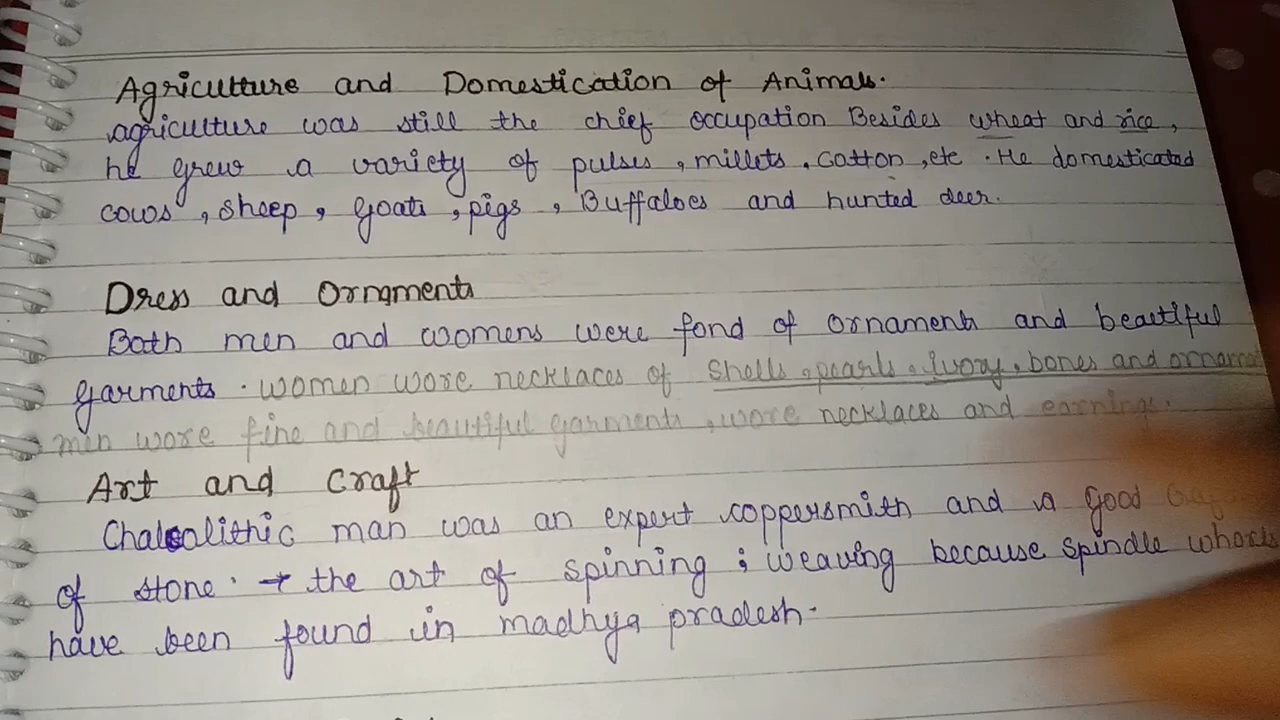 Agriculture and Domestication of Animals.
agriculture was still the chief occupation Besides wheat and rice,
he grew a variety of pulses, millets, cotton, etc. He domesticated
cows, sheep, goats, pigs, Buffaloes and hunted deer.
Dress and Ornaments
Both men and womens were fond of ornaments and beautiful
garments. women wore necklaces of shells, pearls, ivory, bones and
men wore fine and beautiful garments, wore necklaces and
Art and craft
Chalcolithic man was an expert coppersmith and a good
of stone. → the art of spinning ; weaving because spindle whorls
have been found in madhya pradesh.